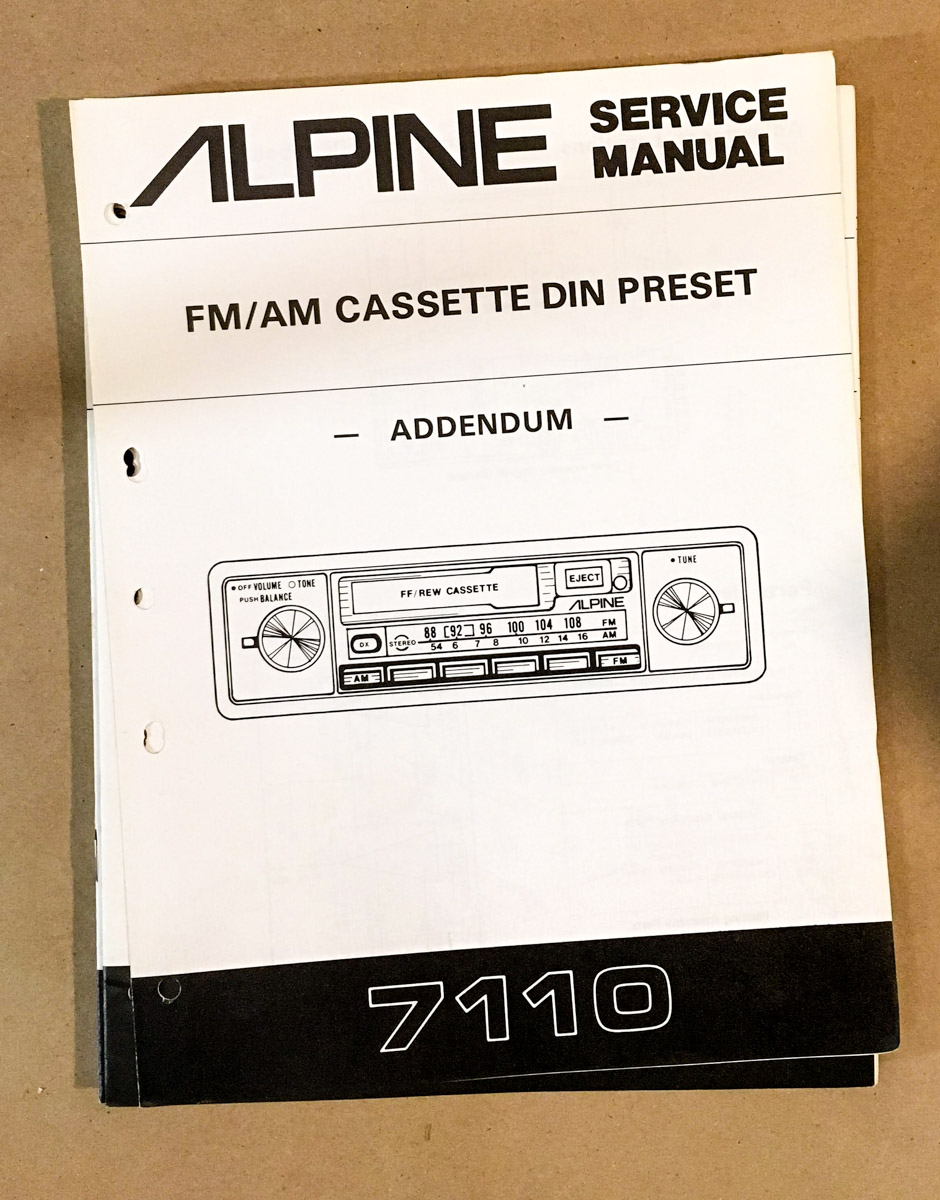 ALPINE SERVICE
MANUAL
FM/AM CASSETTE DIN PRESET
— ADDENDUM —
OFF VOLUME TONE
PUSH BALANCE
FF/REW CASSETTE
EJECT
TUNE
ALPINE
DX
STEREO
88 92 96 100 104 108 FM
54 6 7 8 10 12 14 16 AM
AM
FM
7110